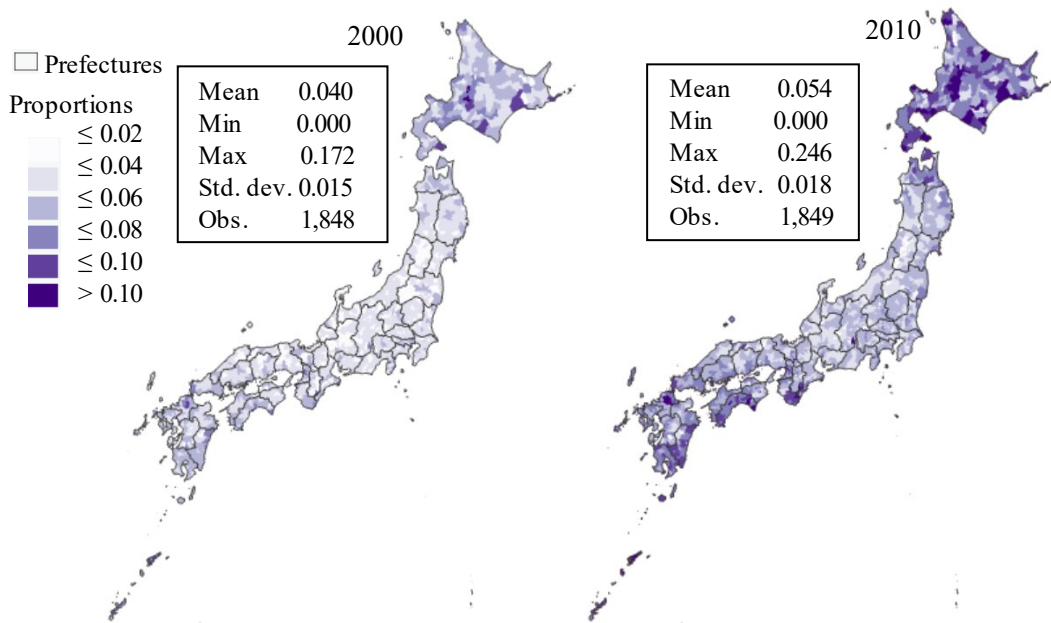 2000
2010
Prefectures
Proportions
≤ 0.02
≤ 0.04
≤ 0.06
≤ 0.08
≤ 0.10
> 0.10
Mean 0.040
Min 0.000
Max 0.172
Std. dev. 0.015
Obs. 1,848
Mean 0.054
Min 0.000
Max 0.246
Std. dev. 0.018
Obs. 1,849